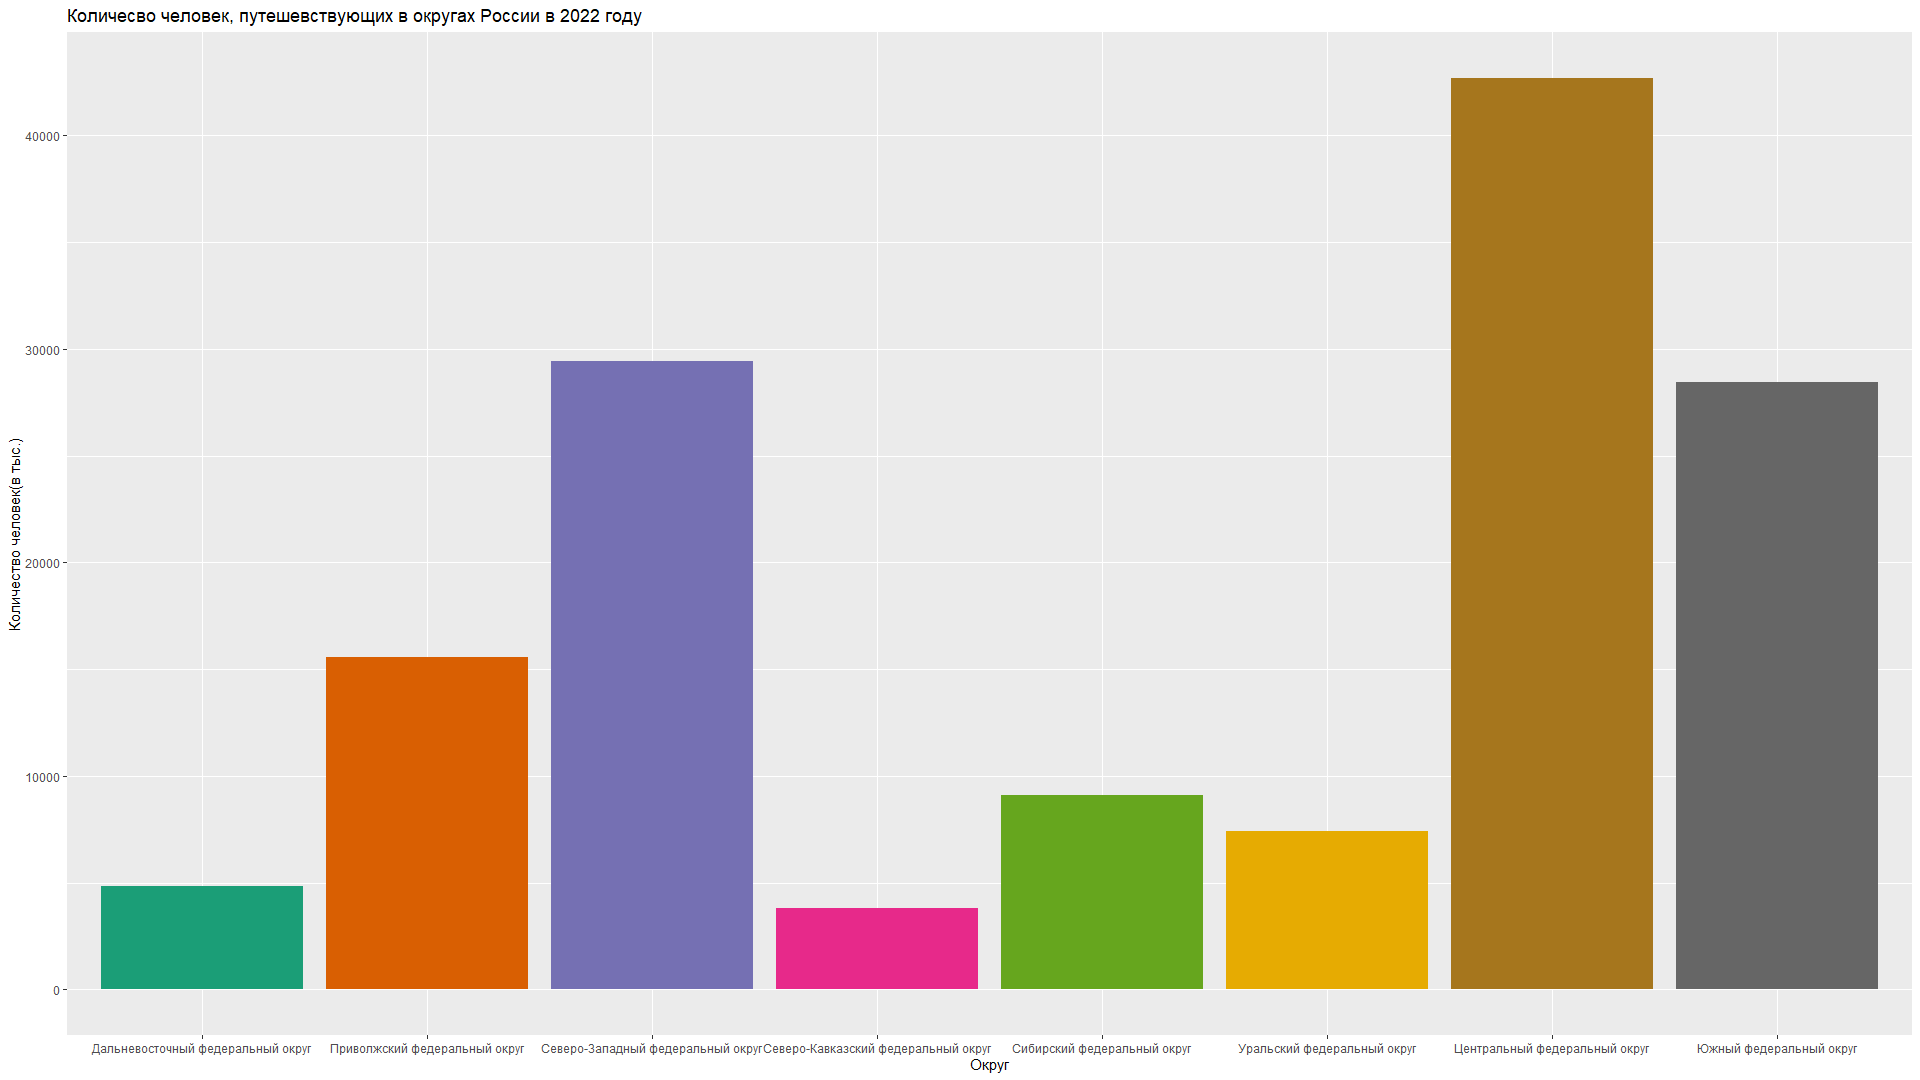 Количесво человек, путешевствующих в округах России в 2022 году
Количество человек(в тыс.)
40000
30000
20000
10000
0
Дальневосточный федеральный округ
Приволжский федеральный округ
Северо-Западный федеральный округ
Северо-Кавказский федеральный округ
Сибирский федеральный округ
Уральский федеральный округ
Центральный федеральный округ
Южный федеральный округ
Округ